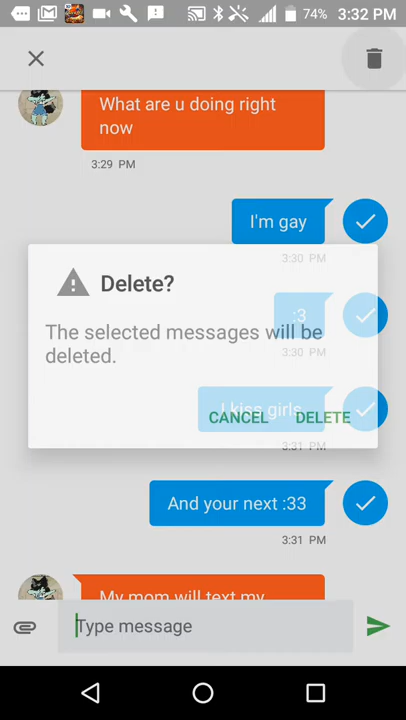 74% 3:32 PM
What are u doing right
now
3:29 PM
I'm gay
3:30 PM
Delete?
:3
The selected messages will be
deleted.
3:30 PM
I kiss girls
CANCEL DELETE
3:31 PM
And your next :33
3:31 PM
My mom will text my
Type message